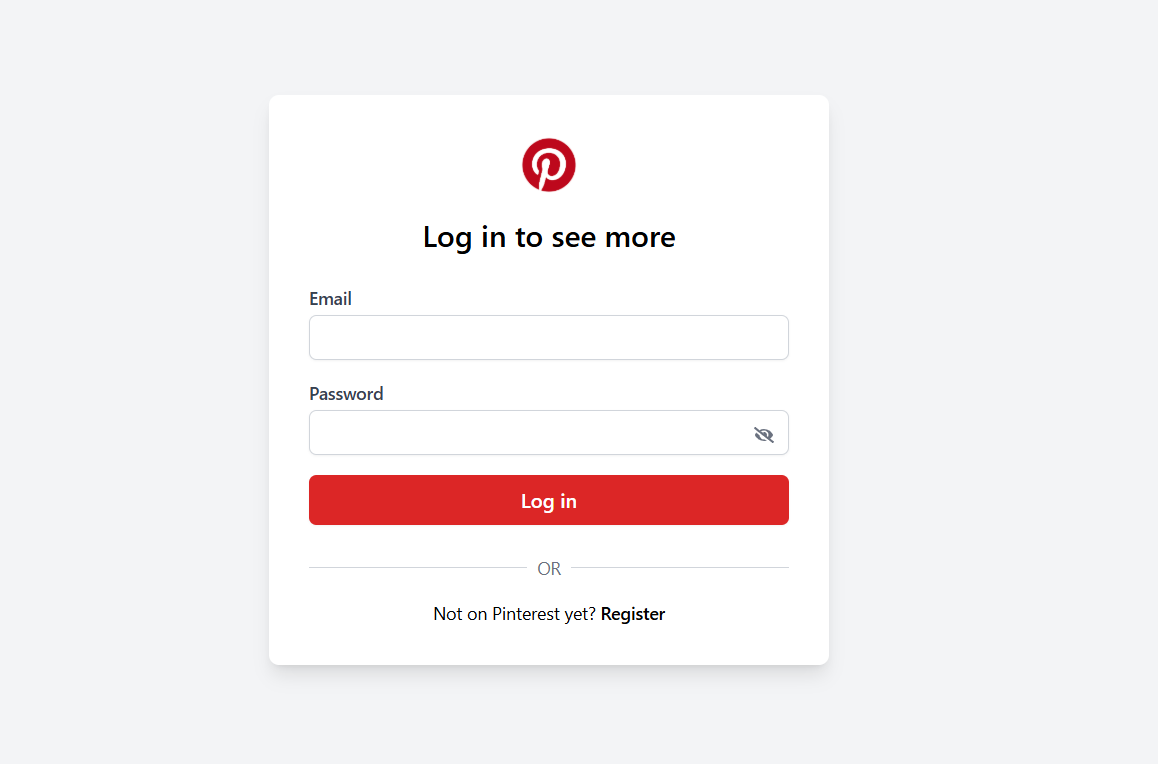 Log in to see more
Email
Password
Log in
OR
Not on Pinterest yet? Register